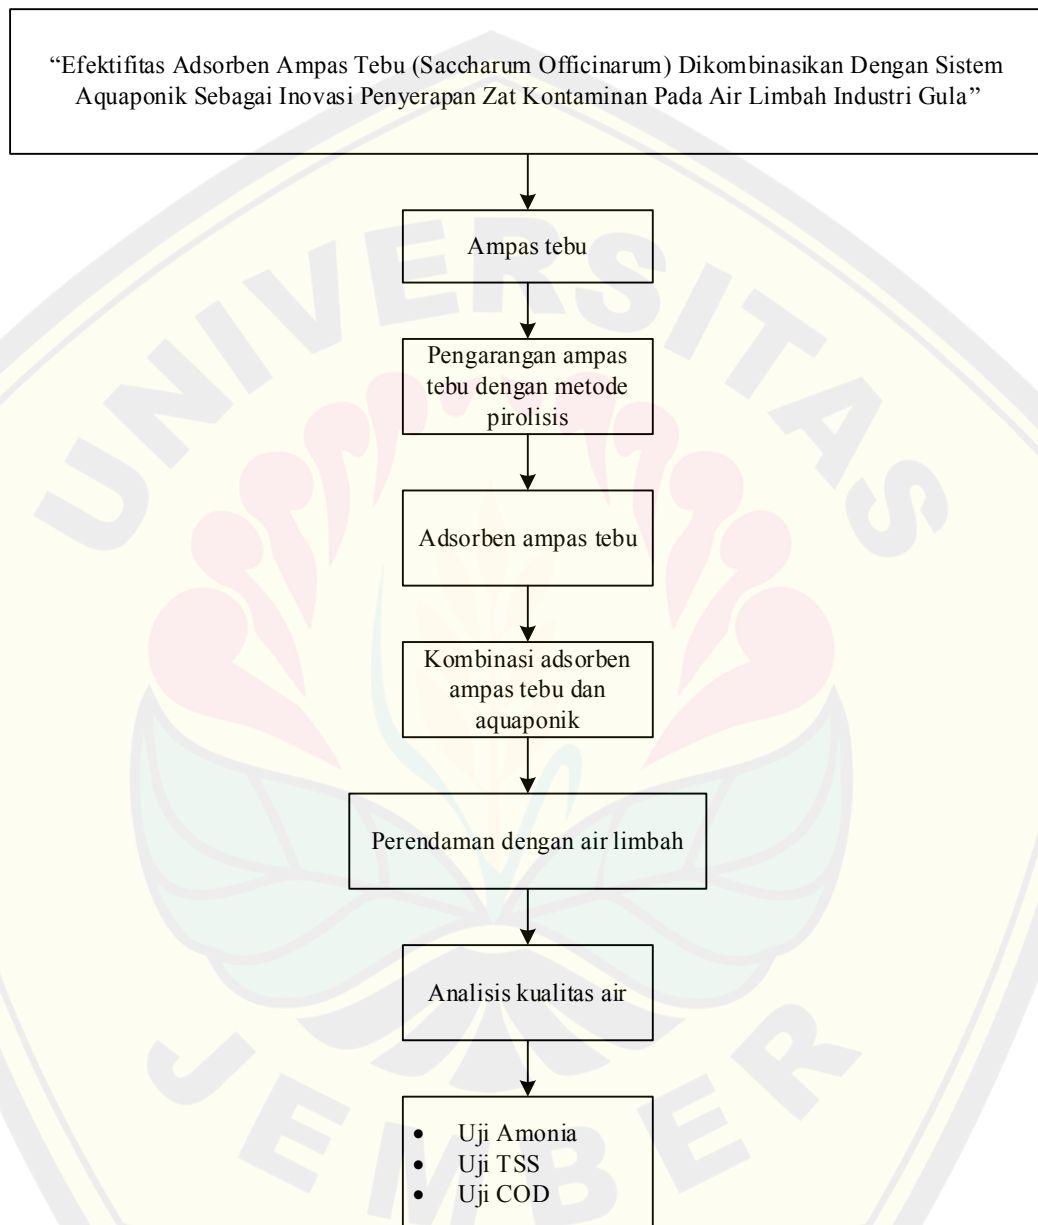 “Efektifitas Adsorben Ampas Tebu (Saccharum Officinarum) Dikombinasikan Dengan Sistem
Aquaponik Sebagai Inovasi Penyerapan Zat Kontaminan Pada Air Limbah Industri Gula”
UNIVERSITAS
Ampas tebu
Pengarangan ampas
tebu dengan metode
pirolisis
Adsorben ampas tebu
Kombinasi adsorben
ampas tebu dan
aquaponik
Perendaman dengan air limbah
Analisis kualitas air
JEMBER
• Uji Amonia
• Uji TSS
• Uji COD